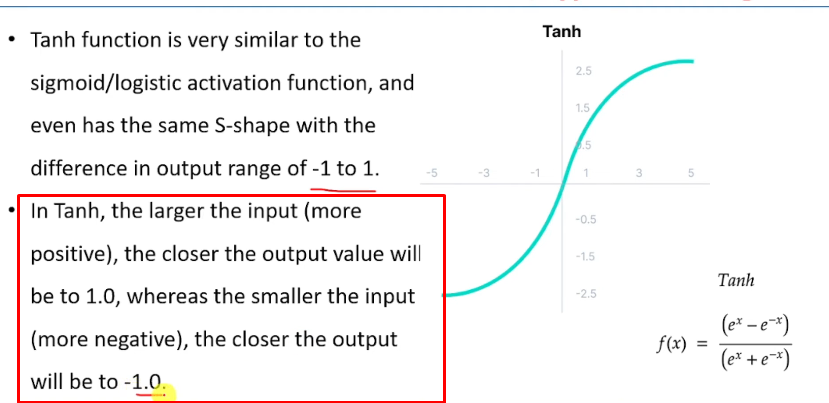 • Tanh function is very similar to the
sigmoid/logistic activation function, and
even has the same S-shape with the
difference in output range of -1 to 1.
• In Tanh, the larger the input (more
positive), the closer the output value will
be to 1.0, whereas the smaller the input
(more negative), the closer the output
will be to -1.0.
Tanh
2.5
1.5
0.5
-5 -3 -1 1 3 5
-0.5
-1.5
-2.5
Tanh
f(x) = (eˣ – e⁻ˣ) / (eˣ + e⁻ˣ)